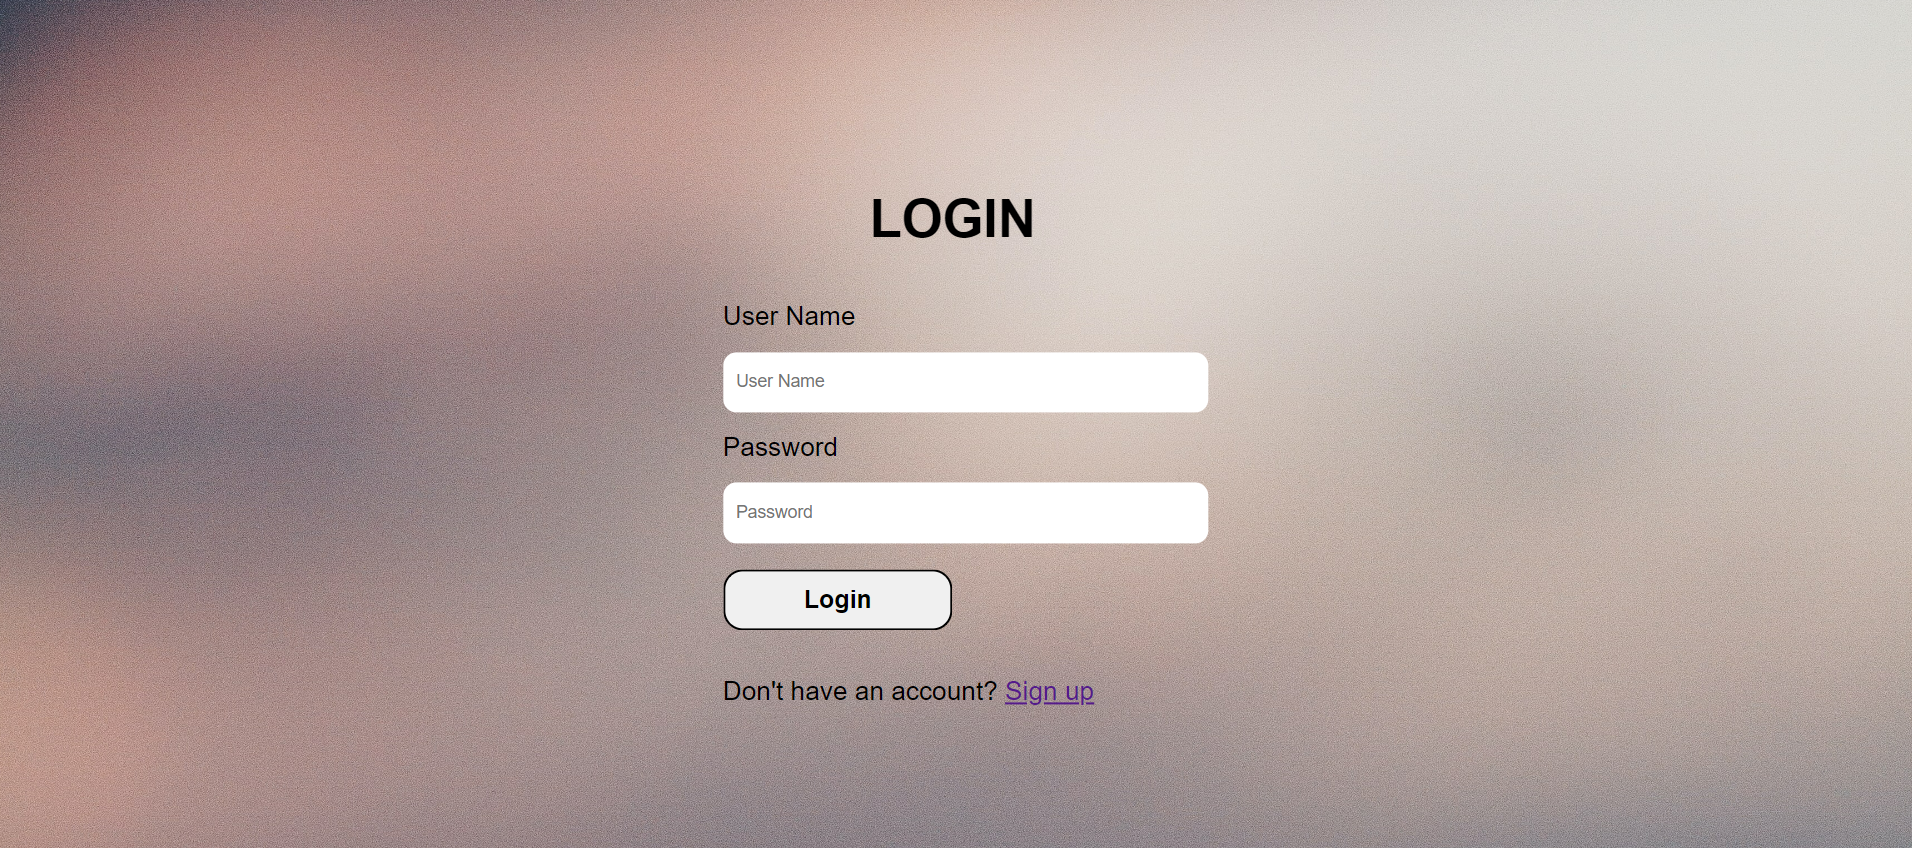 LOGIN
User Name
User Name
Password
Password
Login
Don't have an account? Sign up